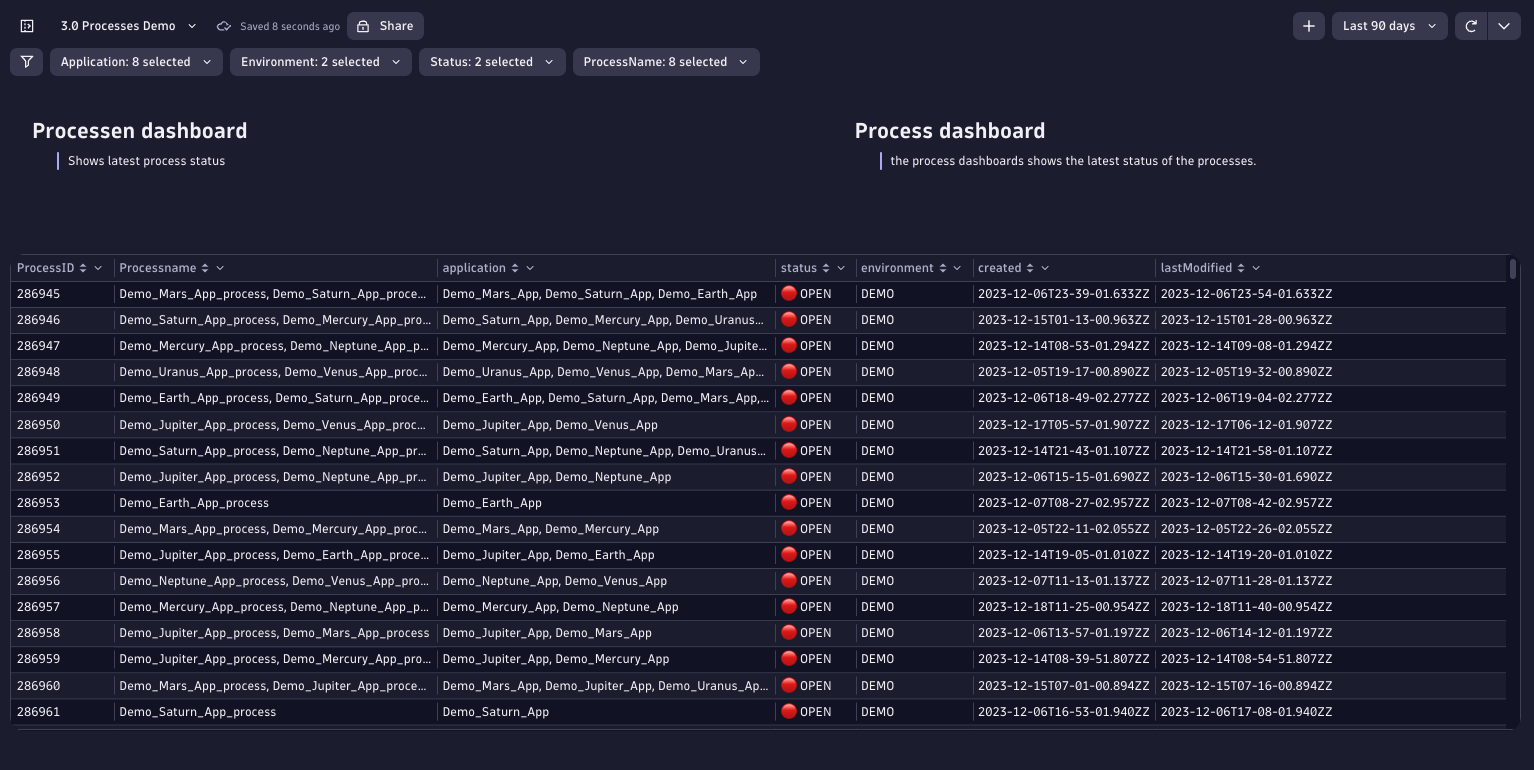 3.0 Processes Demo Saved 8 seconds ago Share Last 90 days
Application: 8 selected Environment: 2 selected Status: 2 selected ProcessName: 8 selected
Processen dashboard Process dashboard
Shows latest process status the process dashboards shows the latest status of the processes.
ProcessID Processname application status environment created lastModified
286945 Demo_Mars_App_process, Demo_Saturn_App_proce... Demo_Mars_App, Demo_Saturn_App, Demo_Earth_App OPEN DEMO 2023-12-06T23-39-01.633ZZ 2023-12-06T23-54-01.633ZZ
286946 Demo_Saturn_App_process, Demo_Mercury_App_pro... Demo_Saturn_App, Demo_Mercury_App, Demo_Uranus... OPEN DEMO 2023-12-15T01-13-00.963ZZ 2023-12-15T01-28-00.963ZZ
286947 Demo_Mercury_App_process, Demo_Neptune_App_p... Demo_Mercury_App, Demo_Neptune_App, Demo_Jupite... OPEN DEMO 2023-12-14T08-53-01.294ZZ 2023-12-14T09-08-01.294ZZ
286948 Demo_Uranus_App_process, Demo_Venus_App_proc... Demo_Uranus_App, Demo_Venus_App, Demo_Mars_Ap... OPEN DEMO 2023-12-05T19-17-00.890ZZ 2023-12-05T19-32-00.890ZZ
286949 Demo_Earth_App_process, Demo_Saturn_App_proce... Demo_Earth_App, Demo_Saturn_App, Demo_Mars_App,... OPEN DEMO 2023-12-06T18-49-02.277ZZ 2023-12-06T19-04-02.277ZZ
286950 Demo_Jupiter_App_process, Demo_Venus_App_proc... Demo_Jupiter_App, Demo_Venus_App OPEN DEMO 2023-12-17T05-57-01.907ZZ 2023-12-17T06-12-01.907ZZ
286951 Demo_Saturn_App_process, Demo_Neptune_App_pr... Demo_Saturn_App, Demo_Neptune_App, Demo_Uranus... OPEN DEMO 2023-12-14T21-43-01.107ZZ 2023-12-14T21-58-01.107ZZ
286952 Demo_Jupiter_App_process, Demo_Neptune_App_pr... Demo_Jupiter_App, Demo_Neptune_App OPEN DEMO 2023-12-06T15-15-01.690ZZ 2023-12-06T15-30-01.690ZZ
286953 Demo_Earth_App_process Demo_Earth_App OPEN DEMO 2023-12-07T08-27-02.957ZZ 2023-12-07T08-42-02.957ZZ
286954 Demo_Mars_App_process, Demo_Mercury_App_proc... Demo_Mars_App, Demo_Mercury_App OPEN DEMO 2023-12-05T22-11-02.055ZZ 2023-12-05T22-26-02.055ZZ
286955 Demo_Jupiter_App_process, Demo_Earth_App_proce... Demo_Jupiter_App, Demo_Earth_App OPEN DEMO 2023-12-14T19-05-01.010ZZ 2023-12-14T19-20-01.010ZZ
286956 Demo_Neptune_App_process, Demo_Venus_App_pro... Demo_Neptune_App, Demo_Venus_App OPEN DEMO 2023-12-07T11-13-01.137ZZ 2023-12-07T11-28-01.137ZZ
286957 Demo_Mercury_App_process, Demo_Neptune_App_p... Demo_Mercury_App, Demo_Neptune_App OPEN DEMO 2023-12-18T11-25-00.954ZZ 2023-12-18T11-40-00.954ZZ
286958 Demo_Jupiter_App_process, Demo_Mars_App_process Demo_Jupiter_App, Demo_Mars_App OPEN DEMO 2023-12-06T13-57-01.197ZZ 2023-12-06T14-12-01.197ZZ
286959 Demo_Jupiter_App_process, Demo_Mercury_App_pro... Demo_Jupiter_App, Demo_Mercury_App OPEN DEMO 2023-12-14T08-39-51.807ZZ 2023-12-14T08-54-51.807ZZ
286960 Demo_Mars_App_process, Demo_Jupiter_App_proce... Demo_Mars_App, Demo_Jupiter_App, Demo_Uranus_Ap... OPEN DEMO 2023-12-15T07-01-00.894ZZ 2023-12-15T07-16-00.894ZZ
286961 Demo_Saturn_App_process Demo_Saturn_App OPEN DEMO 2023-12-06T16-53-01.940ZZ 2023-12-06T17-08-01.940ZZ